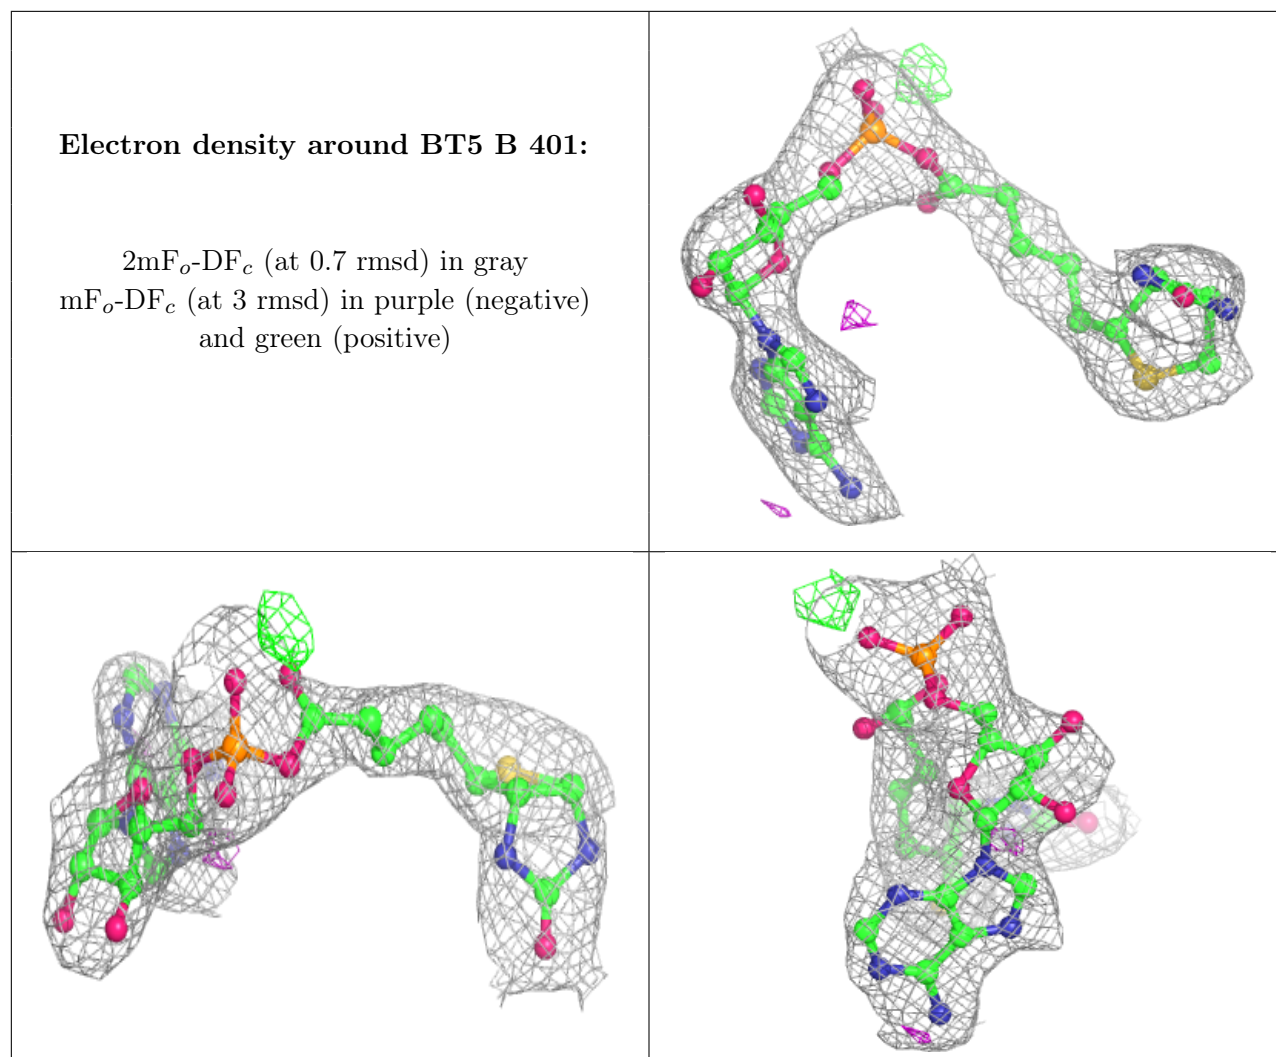 Electron density around BT5 B 401:
2mFo-DFc (at 0.7 rmsd) in gray
mFo-DFc (at 3 rmsd) in purple (negative)
and green (positive)